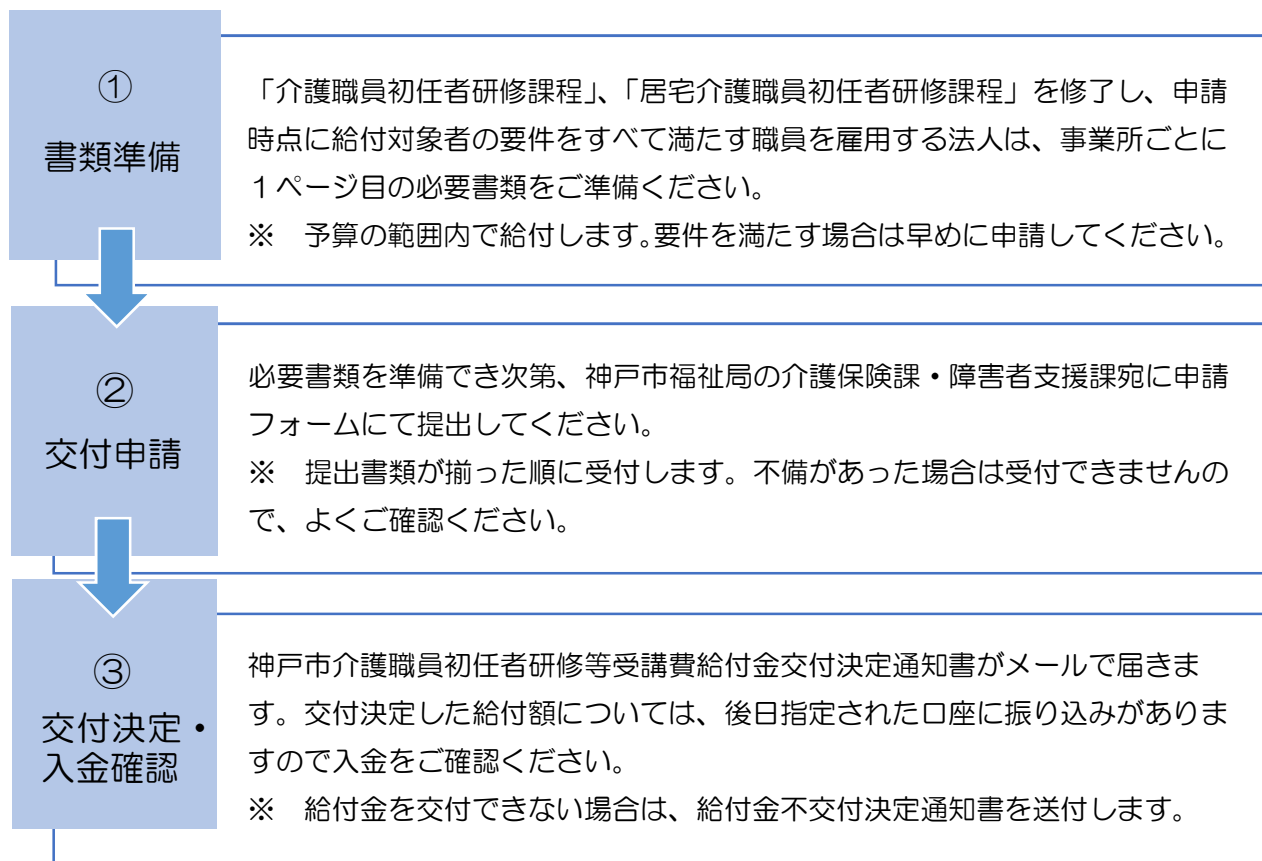 ①
書類準備
「介護職員初任者研修課程」、「居宅介護職員初任者研修課程」を修了し、申請
時点に給付対象者の要件をすべて満たす職員を雇用する法人は、事業所ごとに
１ページ目の必要書類をご準備ください。
※　予算の範囲内で給付します。要件を満たす場合は早めに申請してください。
②
交付申請
必要書類を準備でき次第、神戸市福祉局の介護保険課・障害者支援課宛に申請
フォームにて提出してください。
※　提出書類が揃った順に受付します。不備があった場合は受付できませんの
で、よくご確認ください。
③
交付決定・
入金確認
神戸市介護職員初任者研修等受講費給付金交付決定通知書がメールで届きま
す。交付決定した給付額については、後日指定された口座に振り込みがありま
すので入金をご確認ください。
※　給付金を交付できない場合は、給付金不交付決定通知書を送付します。